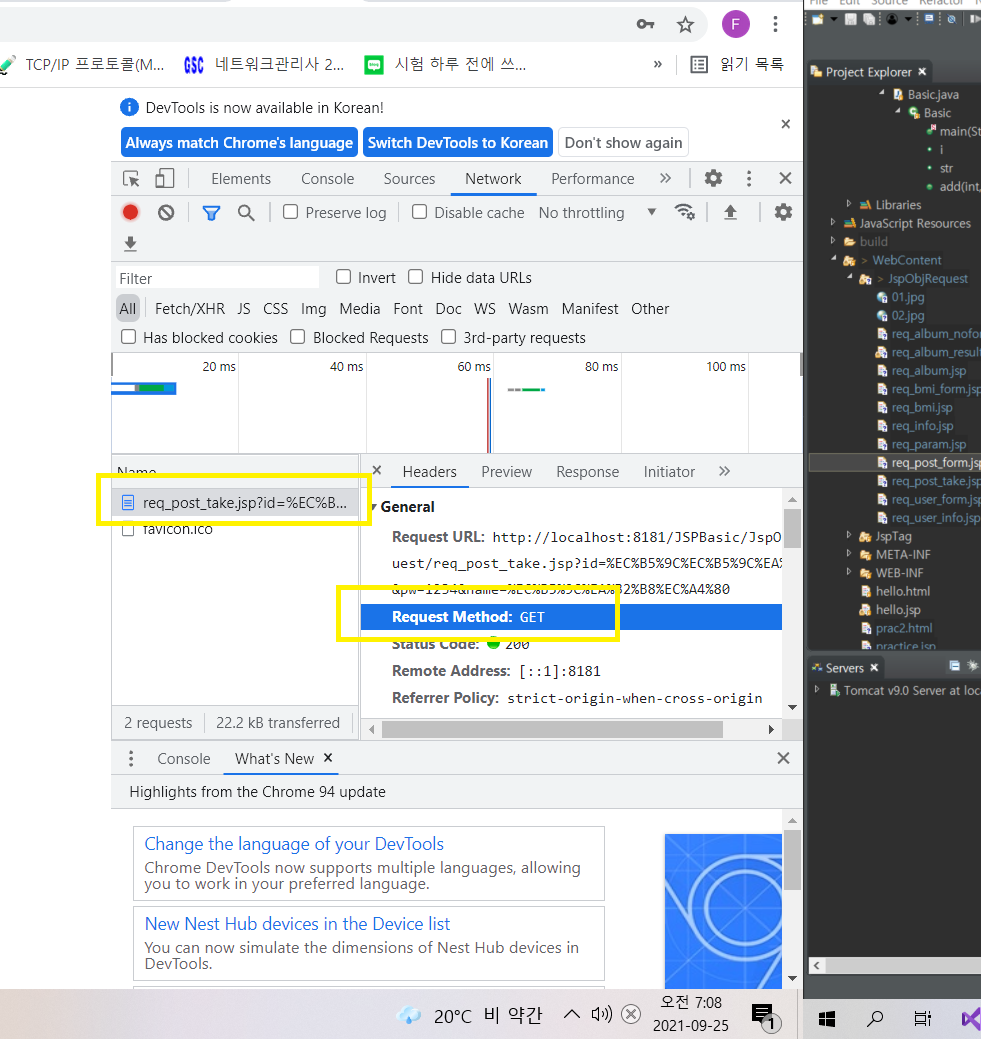 File Edit Source Refactor
F
TCP/IP 프로토콜(M...
GSC 네트워크관리사 2...
blog 시험 하루 전에 쓰...
»
읽기 목록
DevTools is now available in Korean!
Always match Chrome's language
Switch DevTools to Korean
Don't show again
Elements Console Sources Network Performance »
Preserve log Disable cache No throttling
Filter Invert Hide data URLs
All Fetch/XHR JS CSS Img Media Font Doc WS Wasm Manifest Other
Has blocked cookies Blocked Requests 3rd-party requests
20 ms 40 ms 60 ms 80 ms 100 ms
Name
req_post_take.jsp?id=%EC%B...
favicon.ico
2 requests 22.2 kB transferred
Headers Preview Response Initiator »
General
Request URL: http://localhost:8181/JSPBasic/JspO
uest/req_post_take.jsp?id=%EC%B5%9C%EC%B5%9C%EA%
&pw=1234&name=%EC%B5%9C%EA%B2%B8%EC%A4%80
Request Method: GET
Status Code: 200
Remote Address: [::1]:8181
Referrer Policy: strict-origin-when-cross-origin
Console What's New
Highlights from the Chrome 94 update
Change the language of your DevTools
Chrome DevTools now supports multiple languages, allowing
you to work in your preferred language.
New Nest Hub devices in the Device list
You can now simulate the dimensions of Nest Hub devices in
DevTools.
20°C 비 약간
오전 7:08
2021-09-25
1
Project Explorer
Basic.java
Basic
main(St
i
str
add(int,
Libraries
JavaScript Resources
build
> WebContent
> JspObjRequest
01.jpg
02.jpg
req_album_nofo
req_album_result
req_album.jsp
req_bmi_form.jsp
req_bmi.jsp
req_info.jsp
req_param.jsp
req_post_form.jsp
req_post_take.jsp
req_user_form.jsp
req_user_info.jsp
> JspTag
META-INF
WEB-INF
hello.html
hello.jsp
prac2.html
practice.jsp
Servers
Tomcat v9.0 Server at loca